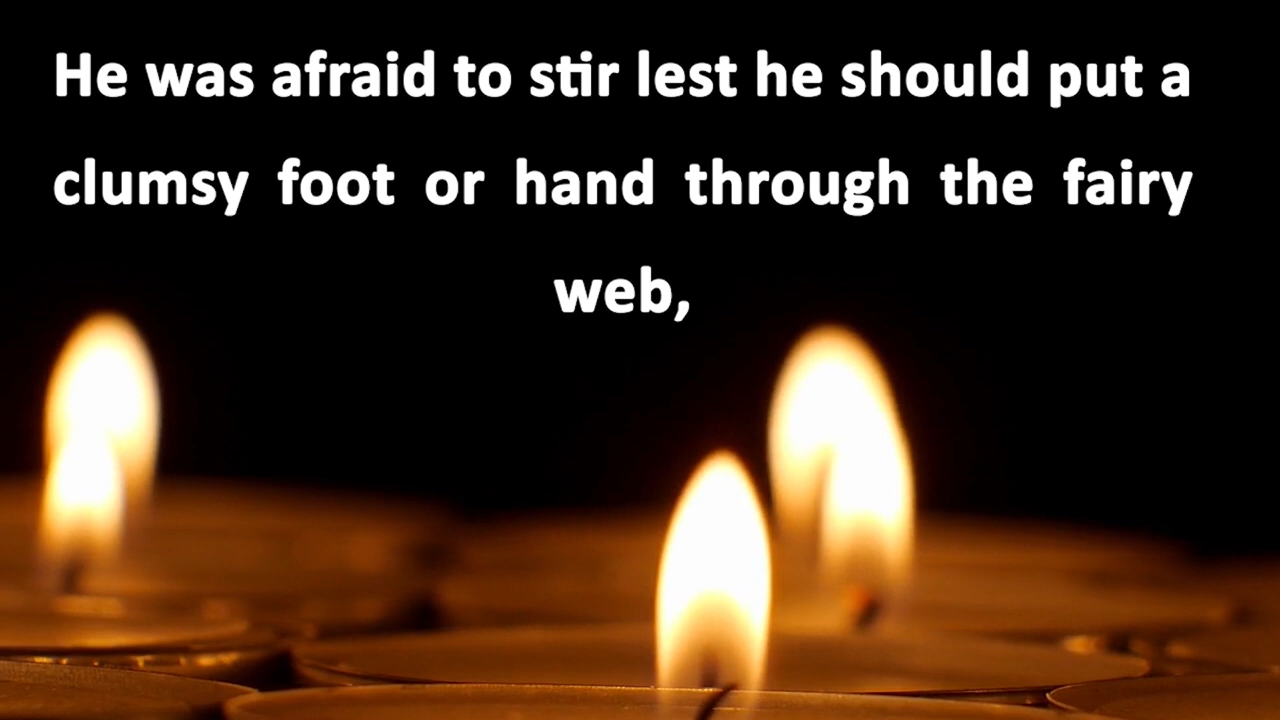 He was afraid to stir lest he should put a
clumsy foot or hand through the fairy
web,